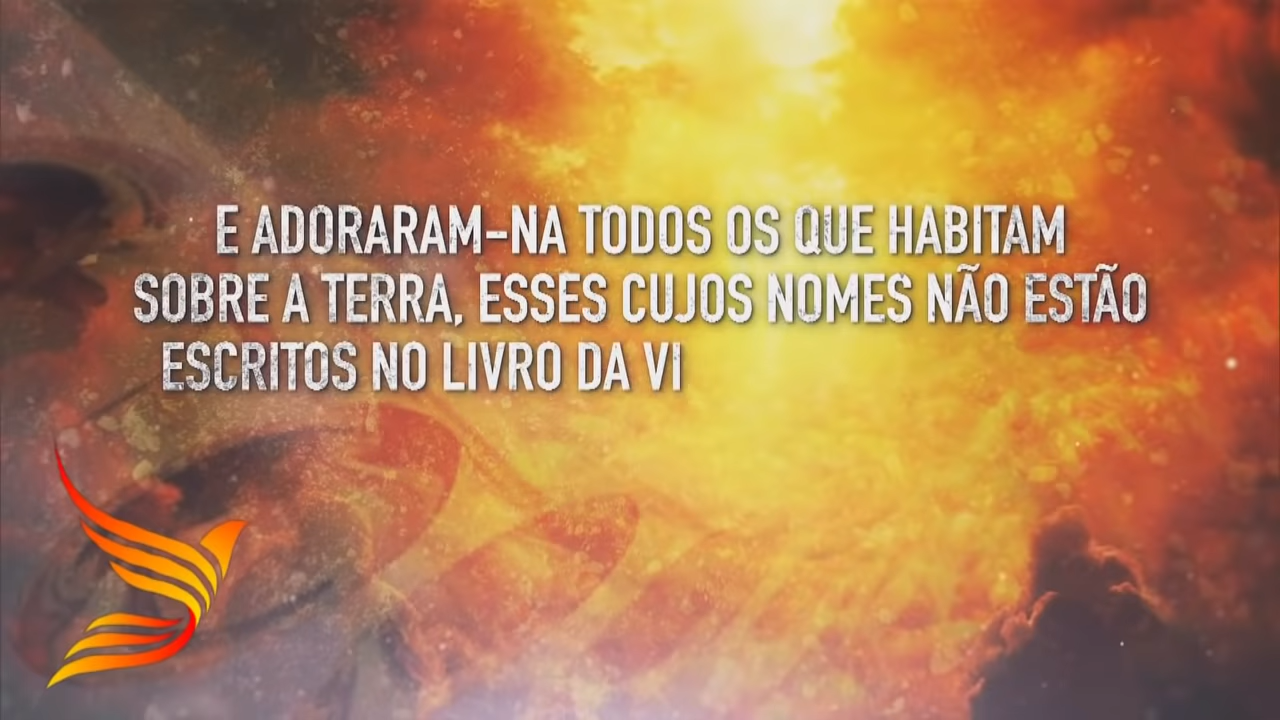 E ADORARAM-NA TODOS OS QUE HABITAM
SOBRE A TERRA, ESSES CUJOS NOMES NÃO ESTÃO
ESCRITOS NO LIVRO DA VI